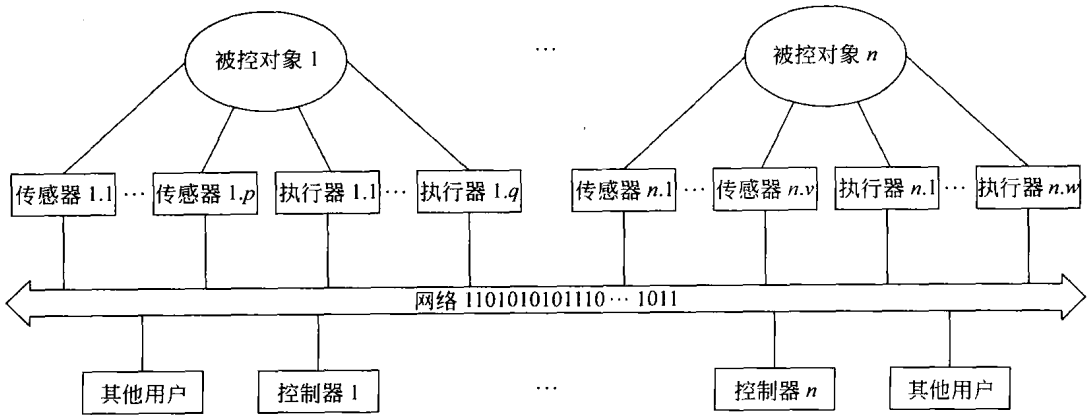 被控对象 1 … 被控对象 n
传感器 1.1 … 传感器 1.p 执行器 1.1 … 执行器 1.q 传感器 n.1 … 传感器 n.v 执行器 n.1 … 执行器 n.w
网络 1101010101110 … 1011
其他用户 控制器 1 … 控制器 n 其他用户